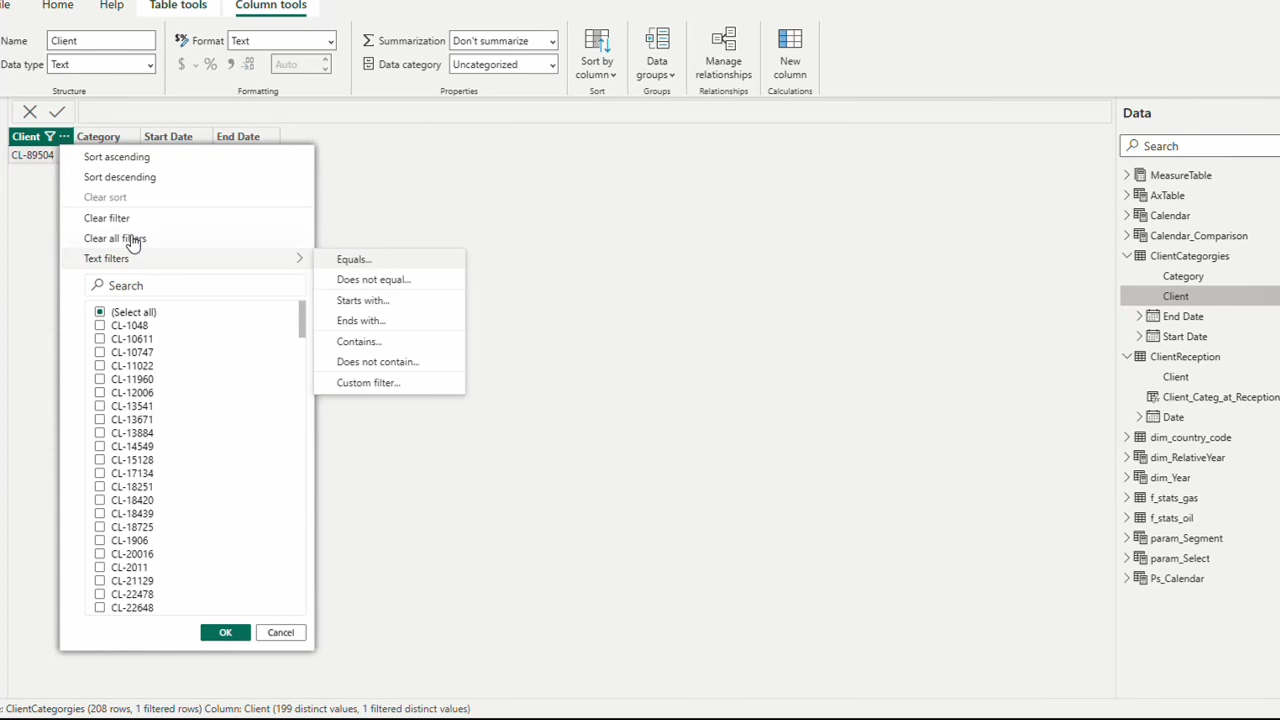 le Home Help Table tools Column tools
Name Client
Format Text
Summarization Don't summarize
Data type Text
$ % Auto
Data category Uncategorized
Sort by column
Data groups
Manage relationships
New column
Structure Formatting Properties Sort Groups Relationships Calculations
Client Category Start Date End Date
CL-89504
Sort ascending
Sort descending
Clear sort
Clear filter
Clear all filters
Text filters
Search
(Select all)
CL-1048
CL-10611
CL-10747
CL-11022
CL-11960
CL-12006
CL-13541
CL-13671
CL-13884
CL-14549
CL-15128
CL-17134
CL-18251
CL-18420
CL-18439
CL-18725
CL-1906
CL-20016
CL-2011
CL-21129
CL-22478
CL-22648
OK Cancel
Equals...
Does not equal...
Starts with...
Ends with...
Contains...
Does not contain...
Custom filter...
Data
Search
MeasureTable
AxTable
Calendar
Calendar_Comparison
ClientCategorgies
Category
Client
End Date
Start Date
ClientReception
Client
Client_Categ_at_Reception
Date
dim_country_code
dim_RelativeYear
dim_Year
f_stats_gas
f_stats_oil
param_Segment
param_Select
Ps_Calendar
: ClientCategorgies (208 rows, 1 filtered rows) Column: Client (199 distinct values, 1 filtered distinct values)